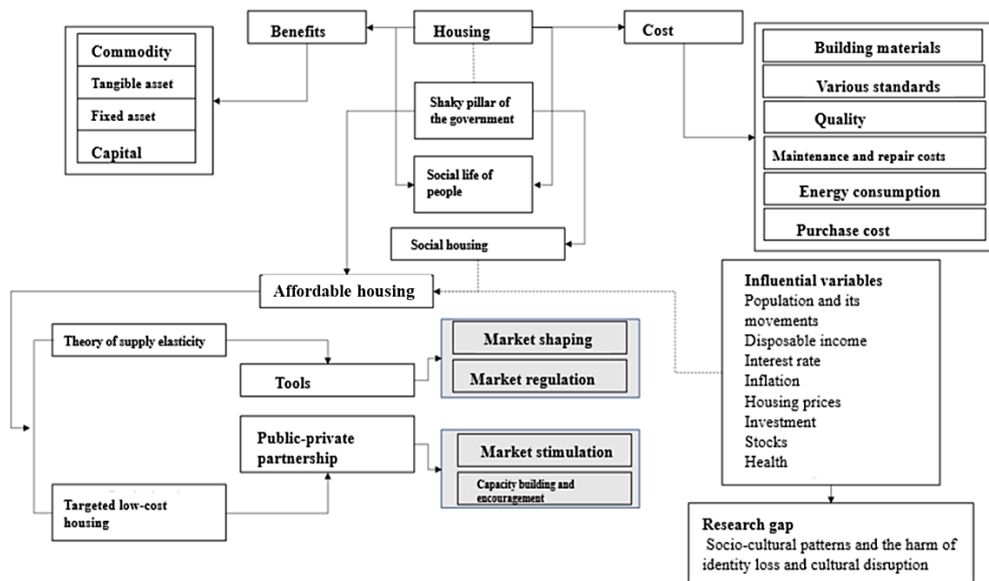 Benefits
Housing
Cost
Commodity
Tangible asset
Fixed asset
Capital
Building materials
Various standards
Quality
Maintenance and repair costs
Energy consumption
Purchase cost
Shaky pillar of
the government
Social life of
people
Social housing
Affordable housing
Influential variables
Population and its
movements
Disposable income
Interest rate
Inflation
Housing prices
Investment
Stocks
Health
Theory of supply elasticity
Tools
Market shaping
Market regulation
Public-private
partnership
Market stimulation
Capacity building and
encouragement
Targeted low-cost
housing
Research gap
Socio-cultural patterns and the harm of
identity loss and cultural disruption